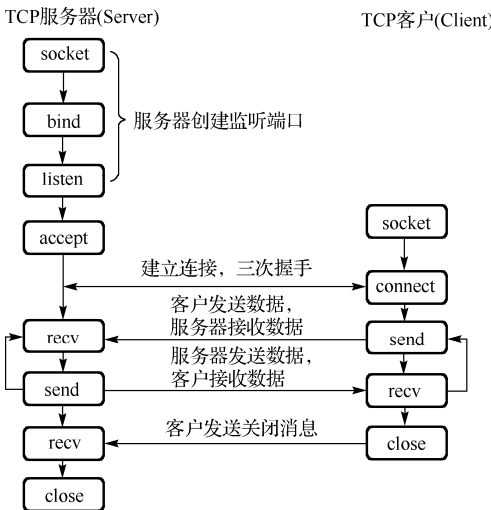 TCP服务器(Server)
TCP客户(Client)
socket
bind
服务器创建监听端口
listen
accept
socket
建立连接，三次握手
connect
客户发送数据，
服务器接收数据
recv
send
服务器发送数据，
客户接收数据
send
recv
客户发送关闭消息
recv
close
close